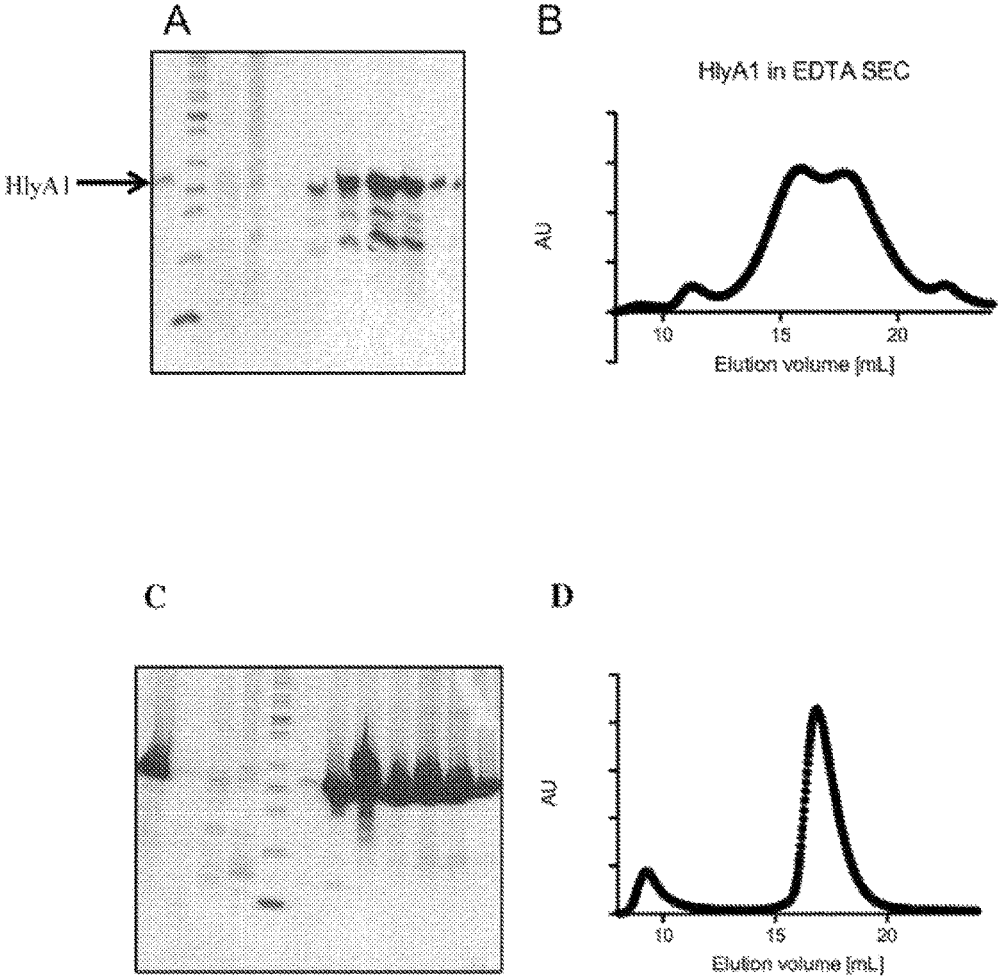 A
B
HlyA1 in EDTA SEC
HlyA1
AU
10
15
20
Elution volume [mL]
C
D
AU
10
15
20
Elution volume [mL]